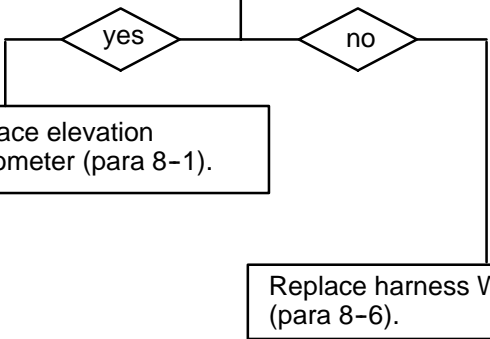 yes
no
ace elevation
ometer (para 8-1).
Replace harness W
(para 8-6).